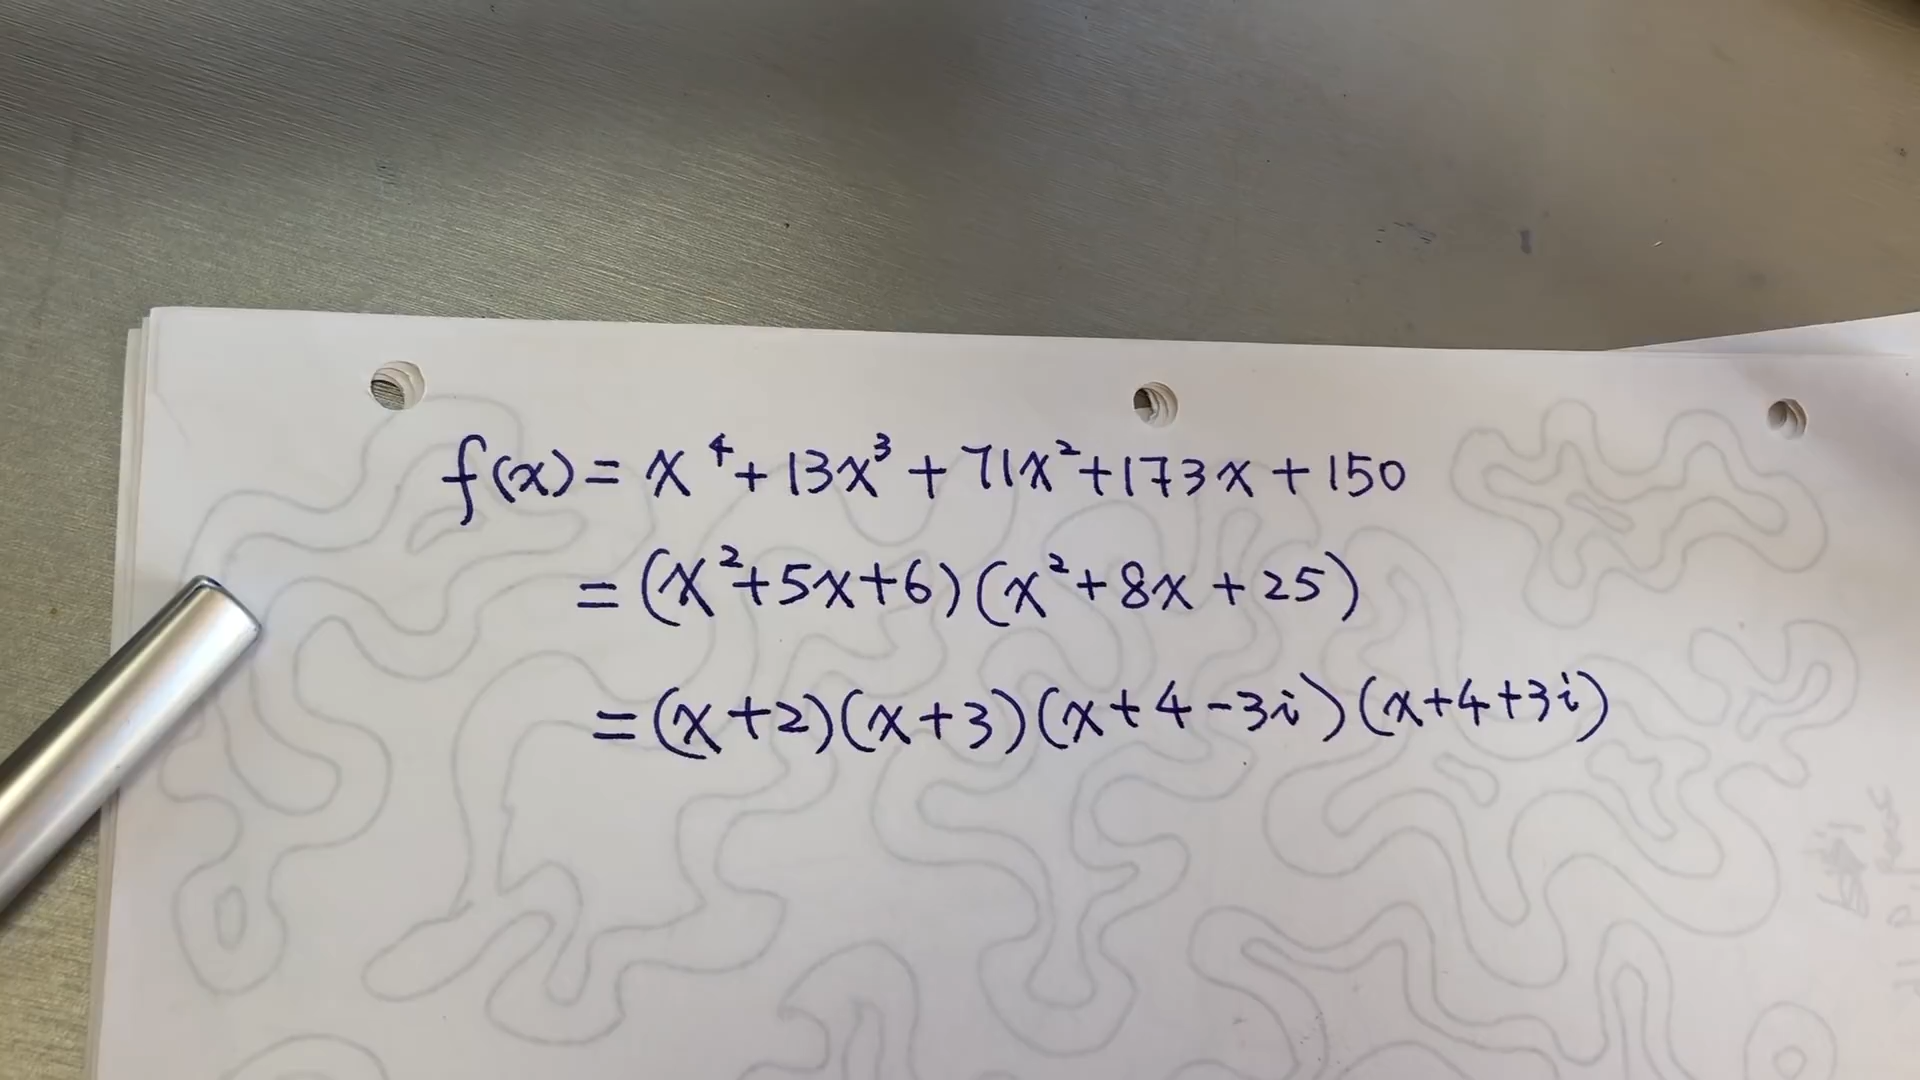 f(x) = x⁴ + 13x³ + 71x² + 173x + 150
= (x² + 5x + 6)(x² + 8x + 25)
= (x + 2)(x + 3)(x + 4 - 3i)(x + 4 + 3i)